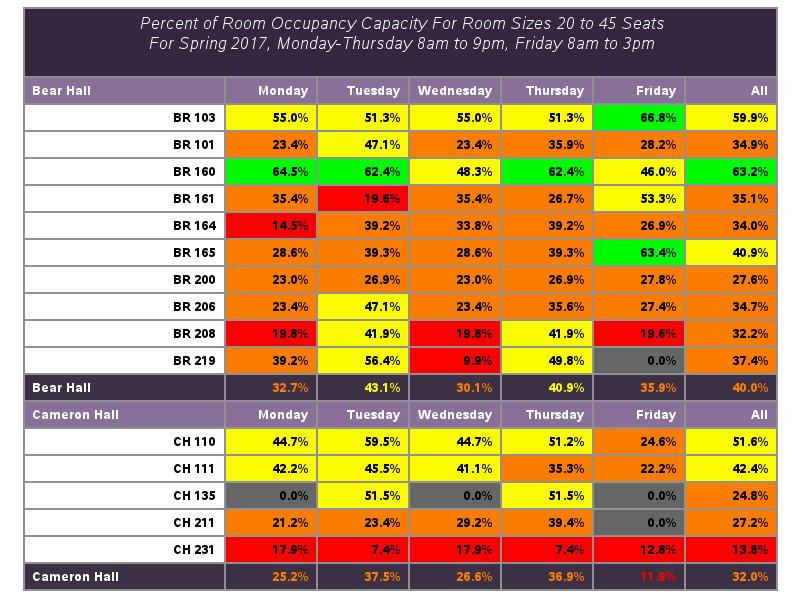 Percent of Room Occupancy Capacity For Room Sizes 20 to 45 Seats
For Spring 2017, Monday-Thursday 8am to 9pm, Friday 8am to 3pm
Bear Hall Monday Tuesday Wednesday Thursday Friday All
BR 103 55.0% 51.3% 55.0% 51.3% 66.8% 59.9%
BR 101 23.4% 47.1% 23.4% 35.9% 28.2% 34.9%
BR 160 64.5% 62.4% 48.3% 62.4% 46.0% 63.2%
BR 161 35.4% 19.6% 35.4% 26.7% 53.3% 35.1%
BR 164 14.5% 39.2% 33.8% 39.2% 26.9% 34.0%
BR 165 28.6% 39.3% 28.6% 39.3% 63.4% 40.9%
BR 200 23.0% 26.9% 23.0% 26.9% 27.8% 27.6%
BR 206 23.4% 47.1% 23.4% 35.6% 27.4% 34.7%
BR 208 19.8% 41.9% 19.8% 41.9% 19.6% 32.2%
BR 219 39.2% 56.4% 9.9% 49.8% 0.0% 37.4%
Bear Hall 32.7% 43.1% 30.1% 40.9% 35.9% 40.0%
Cameron Hall Monday Tuesday Wednesday Thursday Friday All
CH 110 44.7% 59.5% 44.7% 51.2% 24.6% 51.6%
CH 111 42.2% 45.5% 41.1% 35.3% 22.2% 42.4%
CH 135 0.0% 51.5% 0.0% 51.5% 0.0% 24.8%
CH 211 21.2% 23.4% 29.2% 39.4% 0.0% 27.2%
CH 231 17.9% 7.4% 17.9% 7.4% 12.8% 13.8%
Cameron Hall 25.2% 37.5% 26.6% 36.9% 11.9% 32.0%